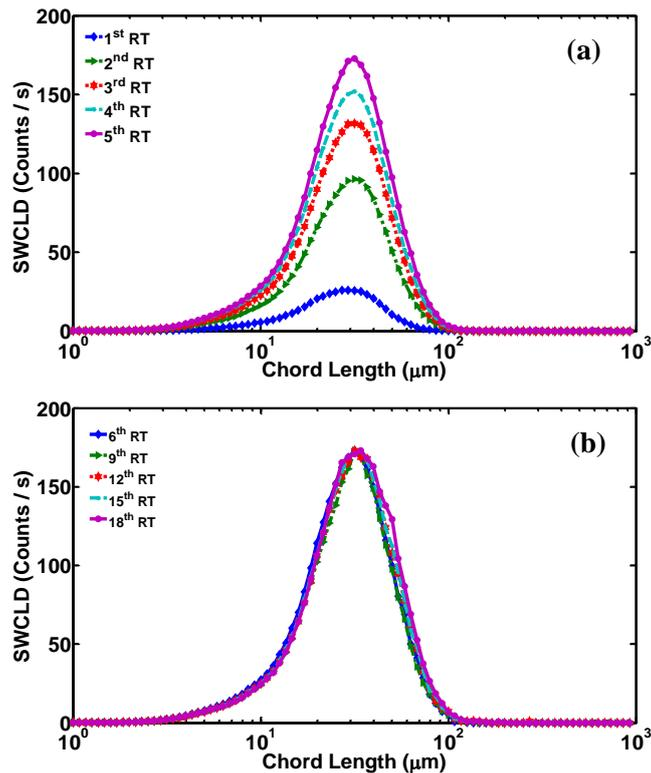 200
150
100
50
0
SWCLD (Counts / s)
1st RT
2nd RT
3rd RT
4th RT
5th RT
(a)
10^0
10^1
10^2
10^3
Chord Length (μm)
200
150
100
50
0
SWCLD (Counts / s)
6th RT
9th RT
12th RT
15th RT
18th RT
(b)
10^0
10^1
10^2
10^3
Chord Length (μm)